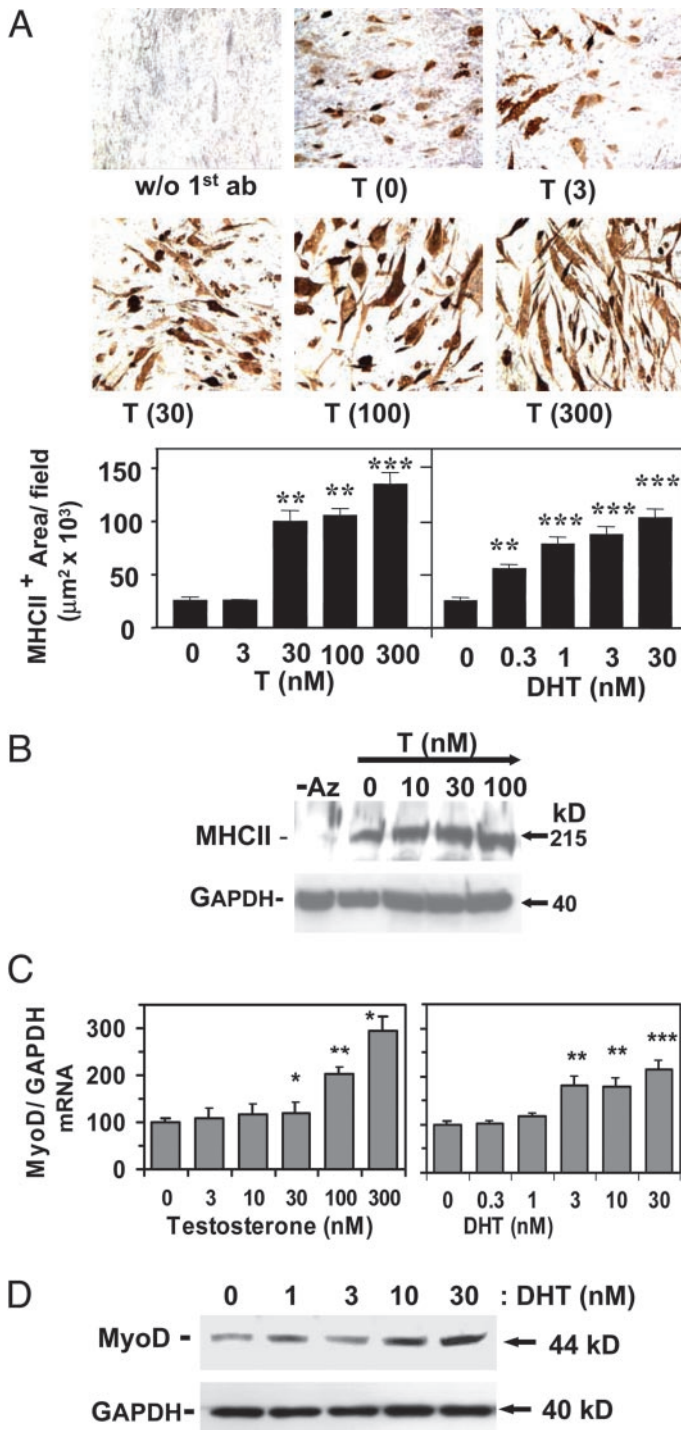 A
w/o 1st ab
T (0)
T (3)
T (30)
T (100)
T (300)
MHCII + Area/ field
(µm² x 10³)
150
100
50
0
** ** ***
** *** *** ***
0 3 30 100 300
T (nM)
0 0.3 1 3 30
DHT (nM)
B
T (nM)
-Az 0 10 30 100
kD
MHCII -
215
GAPDH-
40
C
MyoD/ GAPDH
mRNA
300
200
100
0
* ** *
** ** ***
0 3 10 30 100 300
Testosterone (nM)
0 0.3 1 3 10 30
DHT (nM)
D
0 1 3 10 30 : DHT (nM)
MyoD -
44 kD
GAPDH-
40 kD